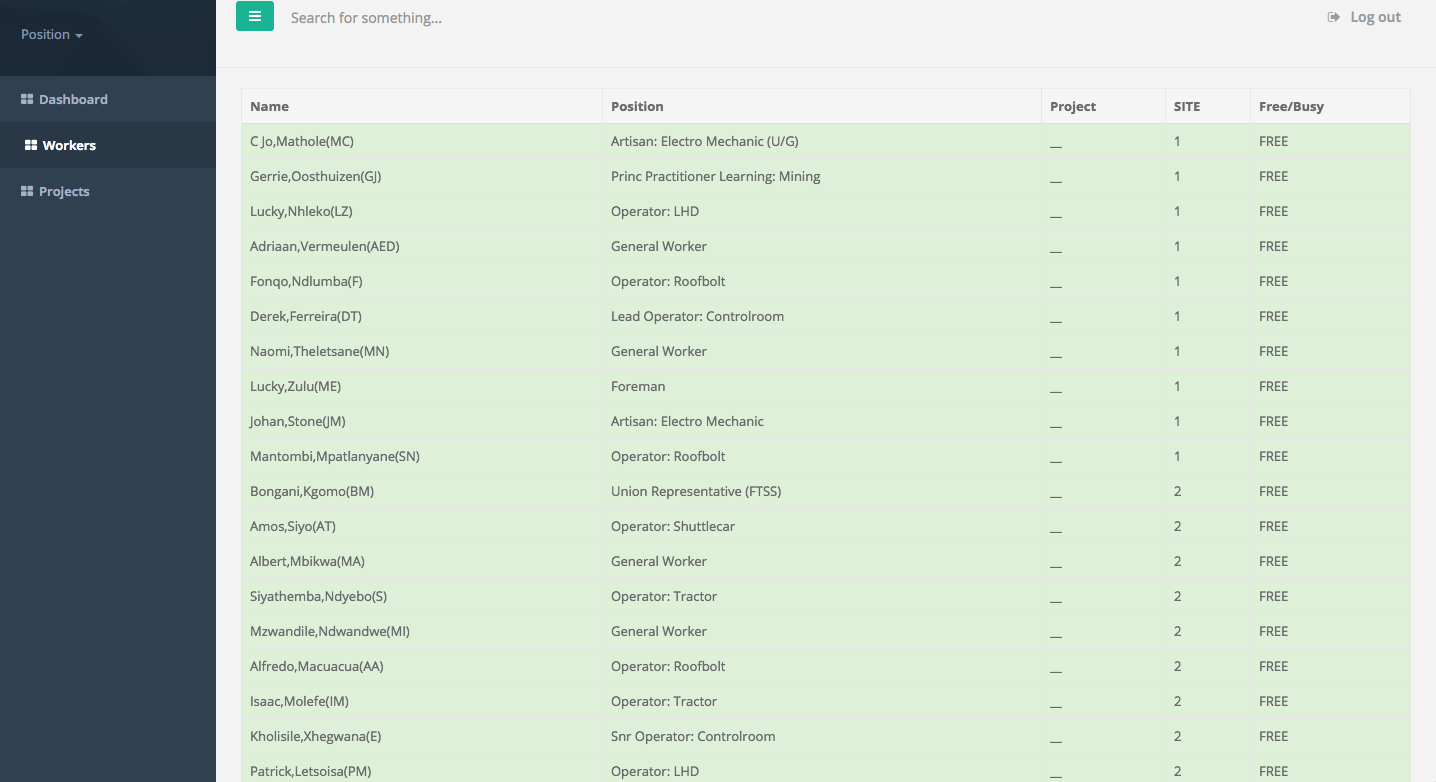 Position
Search for something...
Log out
Dashboard
Workers
Projects
Name Position Project SITE Free/Busy
C Jo,Mathole(MC) Artisan: Electro Mechanic (U/G) __ 1 FREE
Gerrie,Oosthuizen(GJ) Princ Practitioner Learning: Mining __ 1 FREE
Lucky,Nhleko(LZ) Operator: LHD __ 1 FREE
Adriaan,Vermeulen(AED) General Worker __ 1 FREE
Fonqo,Ndlumba(F) Operator: Roofbolt __ 1 FREE
Derek,Ferreira(DT) Lead Operator: Controlroom __ 1 FREE
Naomi,Theletsane(MN) General Worker __ 1 FREE
Lucky,Zulu(ME) Foreman __ 1 FREE
Johan,Stone(JM) Artisan: Electro Mechanic __ 1 FREE
Mantombi,Mpatlanyane(SN) Operator: Roofbolt __ 1 FREE
Bongani,Kgomo(BM) Union Representative (FTSS) __ 2 FREE
Amos,Siyo(AT) Operator: Shuttlecar __ 2 FREE
Albert,Mbikwa(MA) General Worker __ 2 FREE
Siyathemba,Ndyebo(S) Operator: Tractor __ 2 FREE
Mzwandile,Ndwandwe(MI) General Worker __ 2 FREE
Alfredo,Macuacua(AA) Operator: Roofbolt __ 2 FREE
Isaac,Molefe(IM) Operator: Tractor __ 2 FREE
Kholisile,Xhegwana(E) Snr Operator: Controlroom __ 2 FREE
Patrick,Letsoisa(PM) Operator: LHD __ 2 FREE